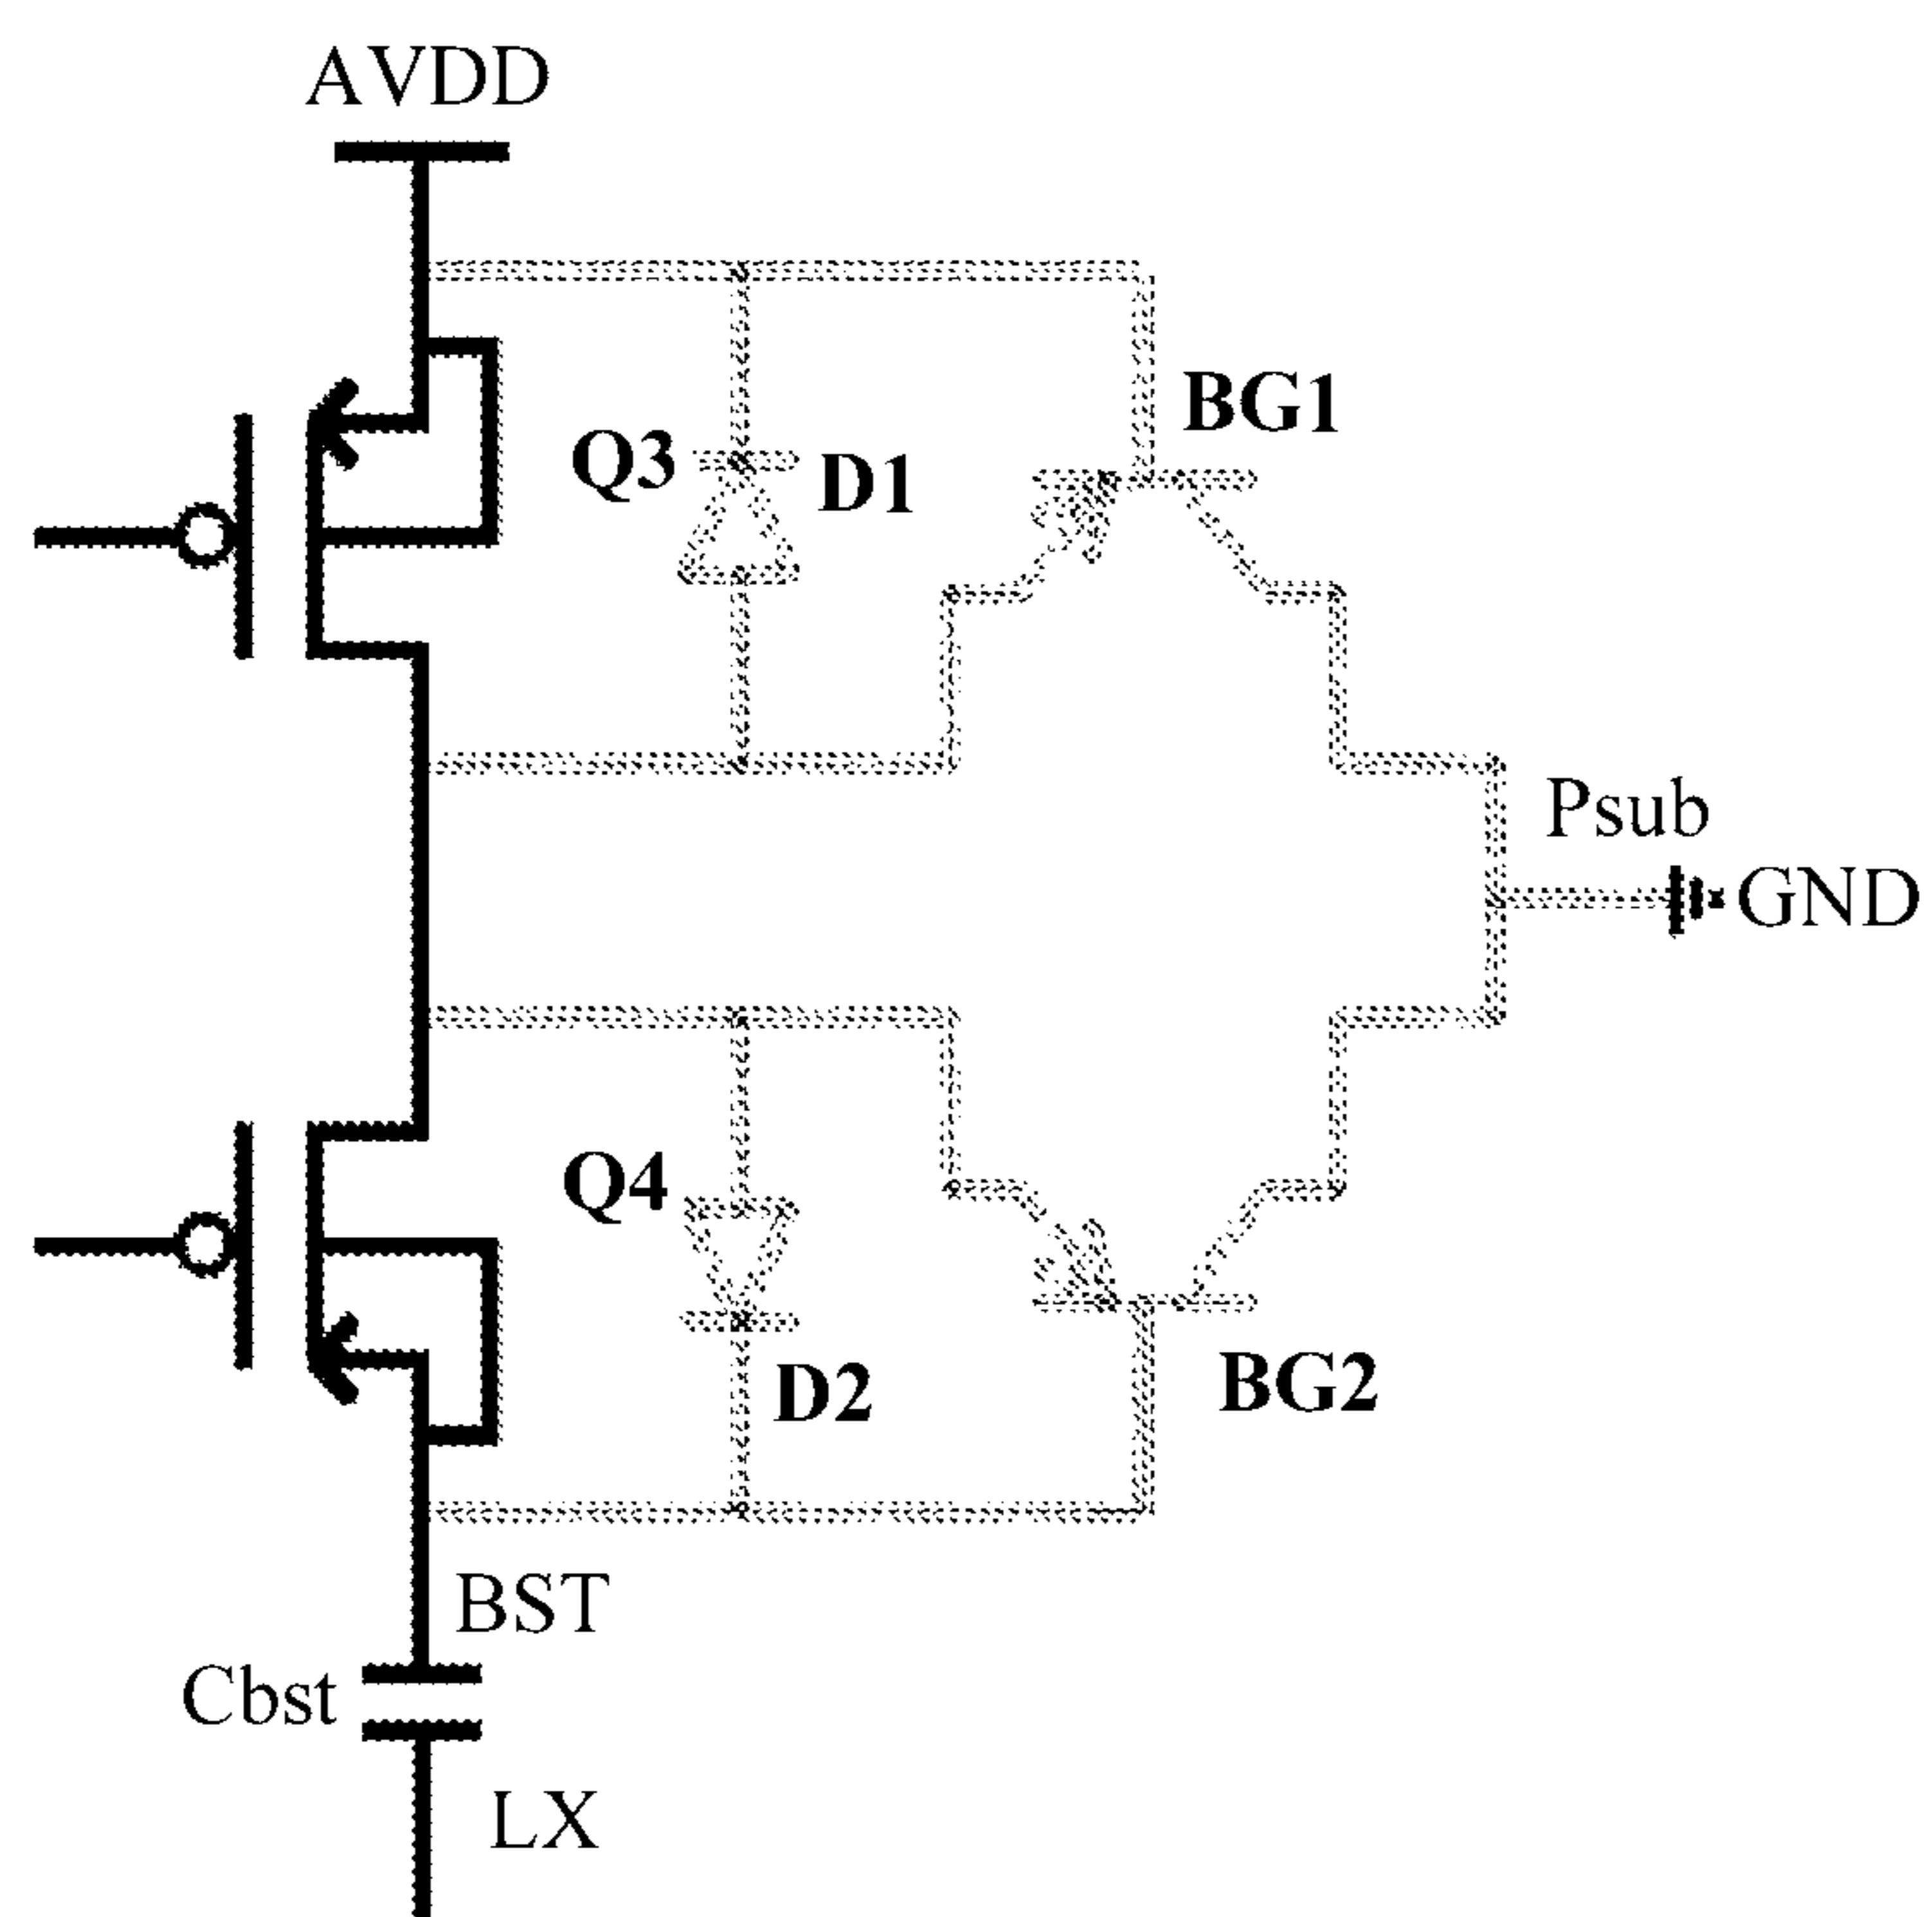 AVDD
BG1
Q3
D1
Psub
GND
Q4
D2
BG2
BST
Cbst
LX